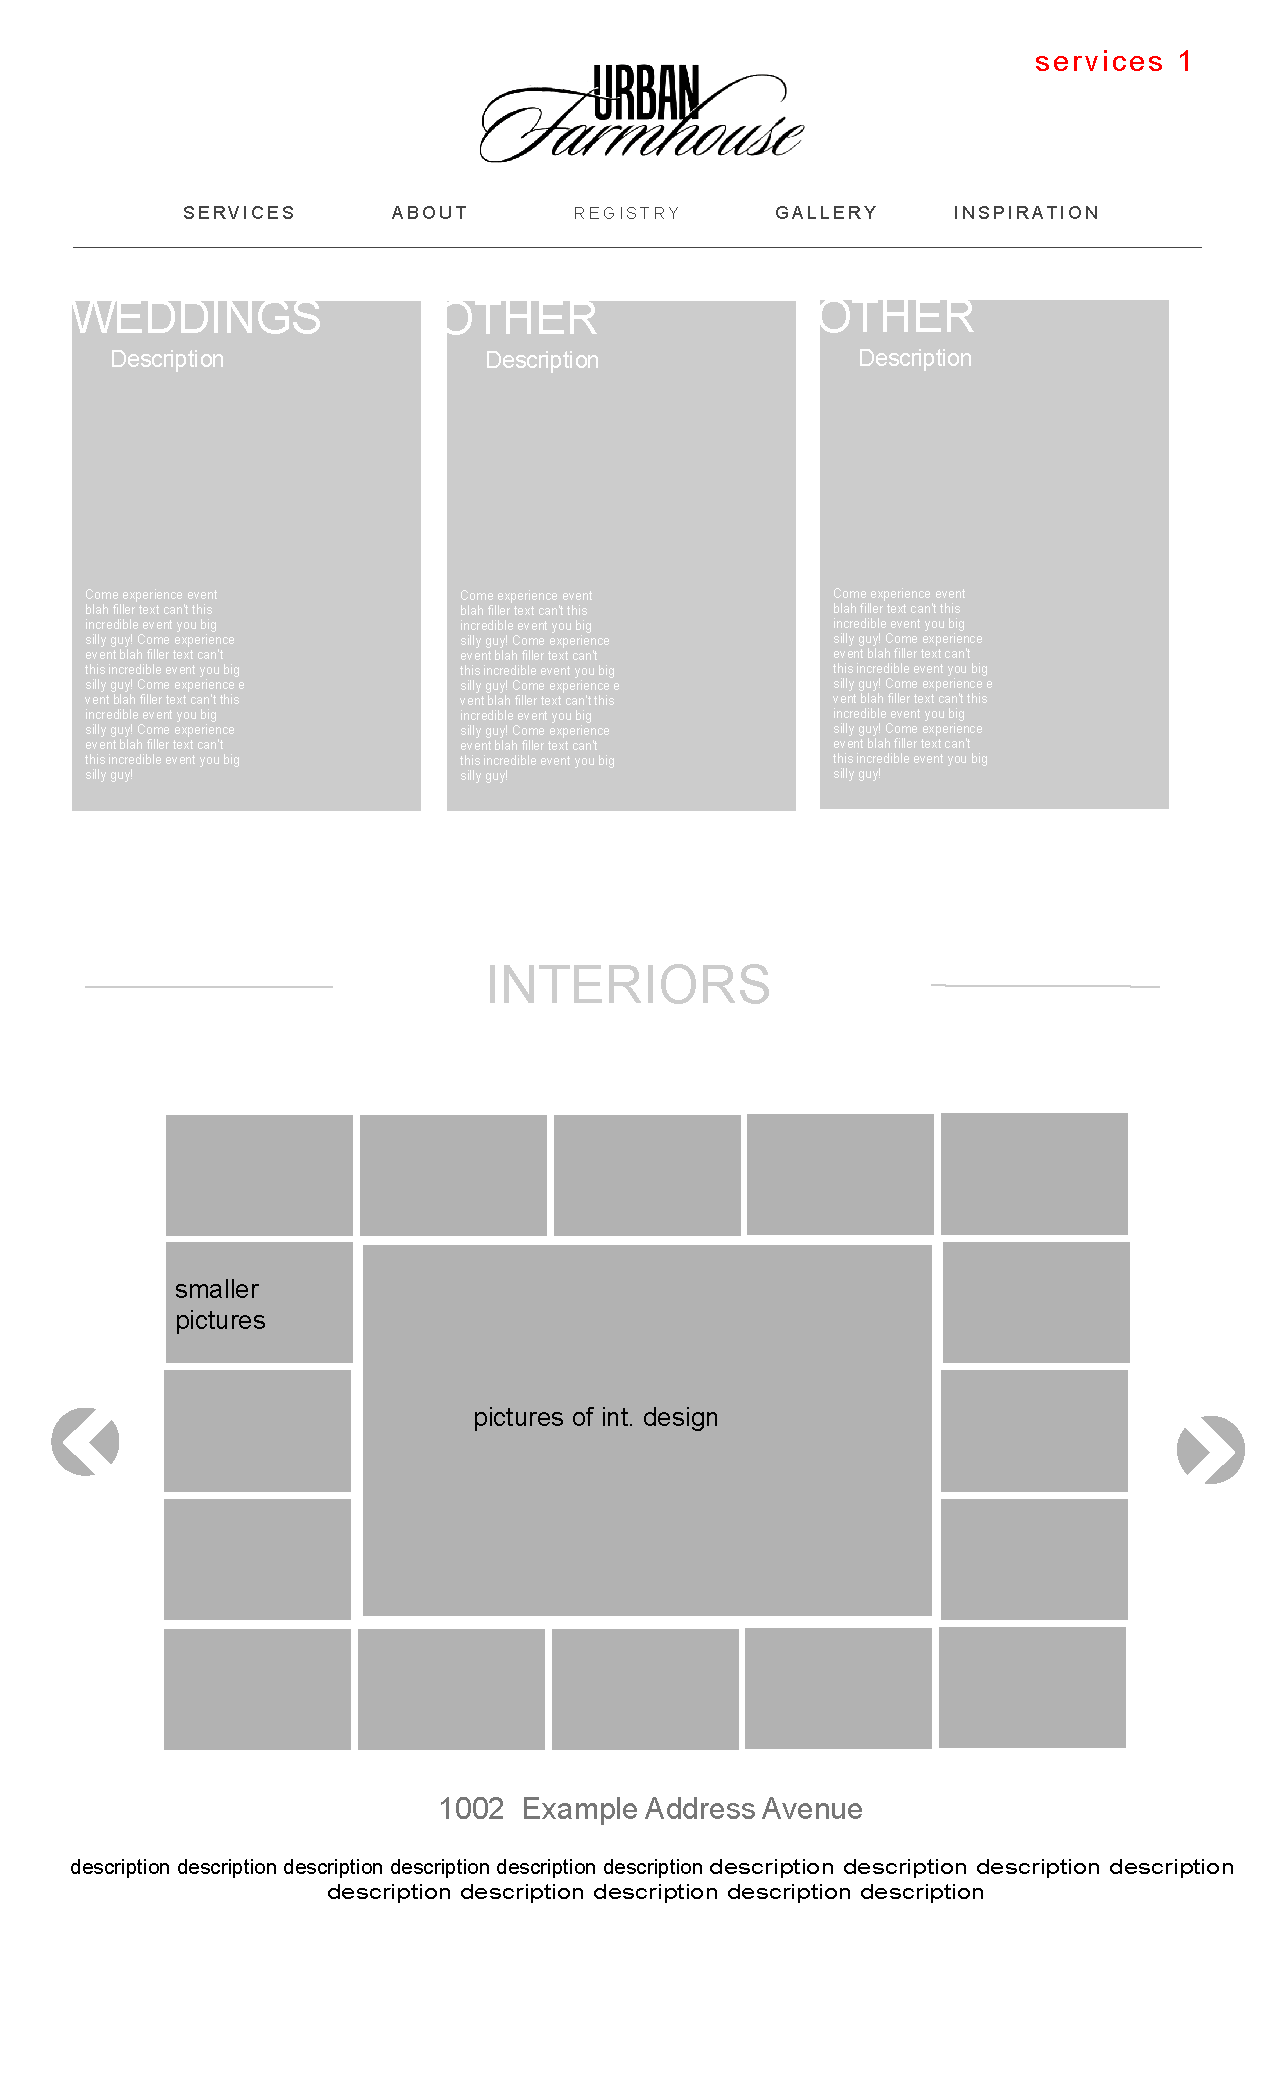 services 1
URBAN
Farmhouse
SERVICES ABOUT REGISTRY GALLERY INSPIRATION
WEDDINGS
Description
Come experience event
blah filler text can't this
incredible event you big
silly guy! Come experience
event blah filler text can't
this incredible event you big
silly guy! Come experience e
vent blah filler text can't this
incredible event you big
silly guy! Come experience
event blah filler text can't
this incredible event you big
silly guy!
OTHER
Description
Come experience event
blah filler text can't this
incredible event you big
silly guy! Come experience
event blah filler text can't
this incredible event you big
silly guy! Come experience e
vent blah filler text can't this
incredible event you big
silly guy! Come experience
event blah filler text can't
this incredible event you big
silly guy!
OTHER
Description
Come experience event
blah filler text can't this
incredible event you big
silly guy! Come experience
event blah filler text can't
this incredible event you big
silly guy! Come experience e
vent blah filler text can't this
incredible event you big
silly guy! Come experience
event blah filler text can't
this incredible event you big
silly guy!
INTERIORS
smaller
pictures
pictures of int. design
1002 Example Address Avenue
description description description description description description description description description description
description description description description description